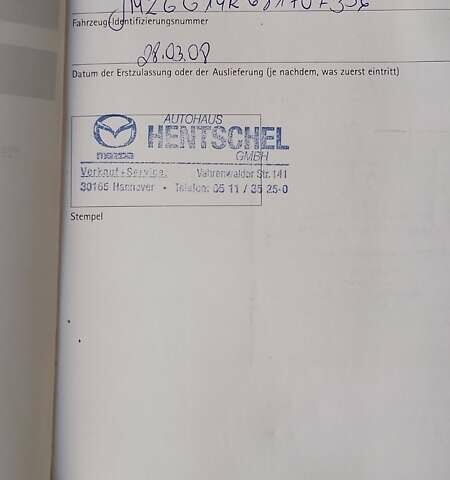 Fahrzeug-Identifizierungsnummer
28.03.08
Datum der Erstzulassung oder der Auslieferung (je nachdem, was zuerst eintritt)
AUTOHAUS
HENTSCHEL
GMBH
mazda
Verkauf + Service. Vahrenwalder Str. 141
30165 Hannover • Telefon: 05 11 / 35 25-0
Stempel